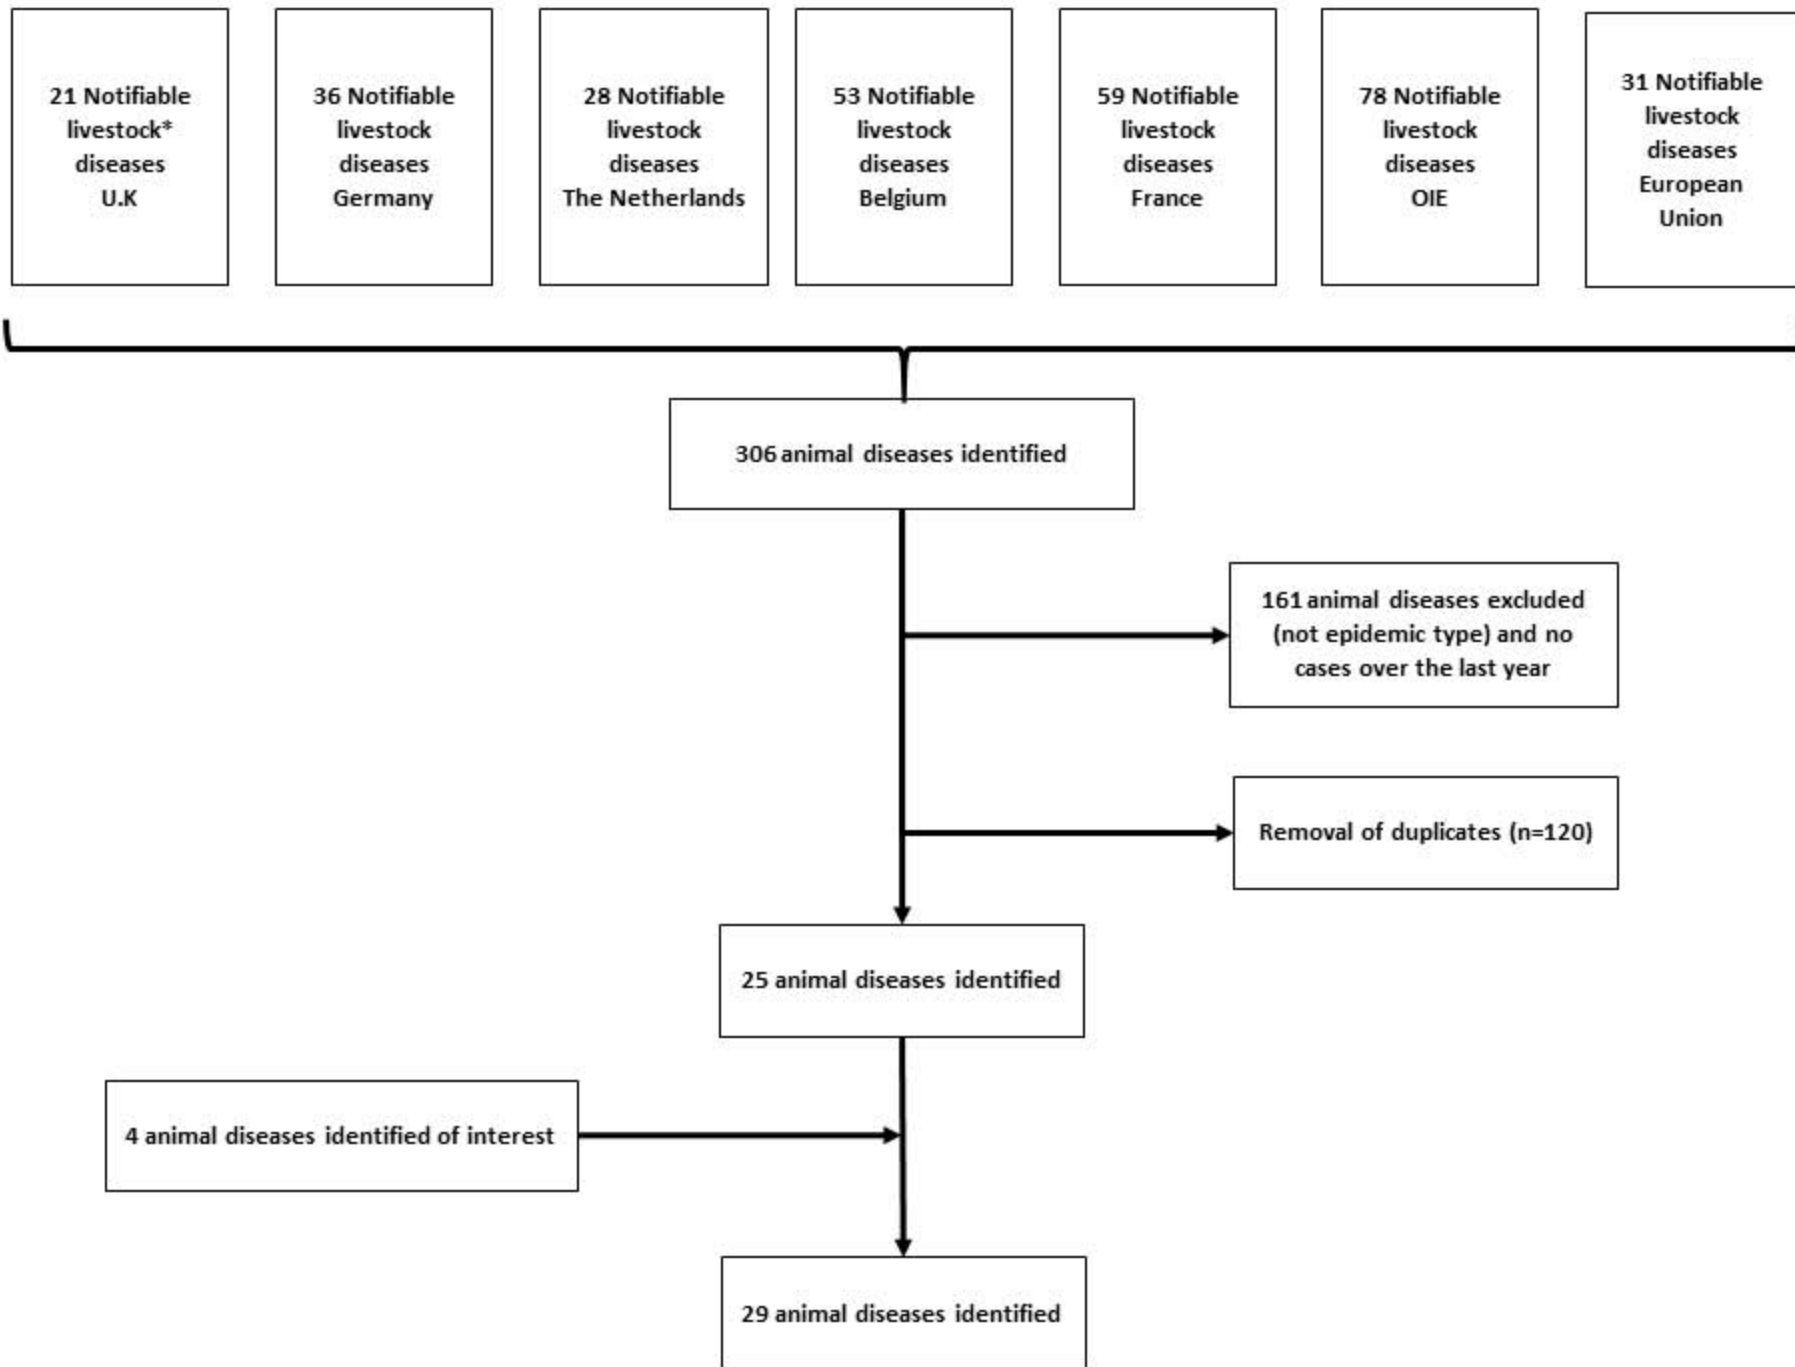 21 Notifiable
livestock*
diseases
U.K
36 Notifiable
livestock
diseases
Germany
28 Notifiable
livestock
diseases
The Netherlands
53 Notifiable
livestock
diseases
Belgium
59 Notifiable
livestock
diseases
France
78 Notifiable
livestock
diseases
OIE
31 Notifiable
livestock
diseases
European
Union
306 animal diseases identified
161 animal diseases excluded
(not epidemic type) and no
cases over the last year
Removal of duplicates (n=120)
25 animal diseases identified
4 animal diseases identified of interest
29 animal diseases identified